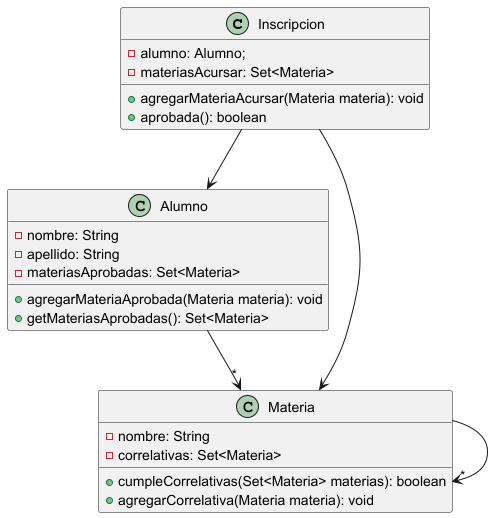 C Inscripcion
alumno: Alumno;
materiasAcursar: Set<Materia>
agregarMateriaAcursar(Materia materia): void
aprobada(): boolean
C Alumno
nombre: String
apellido: String
materiasAprobadas: Set<Materia>
agregarMateriaAprobada(Materia materia): void
getMateriasAprobadas(): Set<Materia>
*
C Materia
nombre: String
correlativas: Set<Materia>
cumpleCorrelativas(Set<Materia> materias): boolean
agregarCorrelativa(Materia materia): void
*